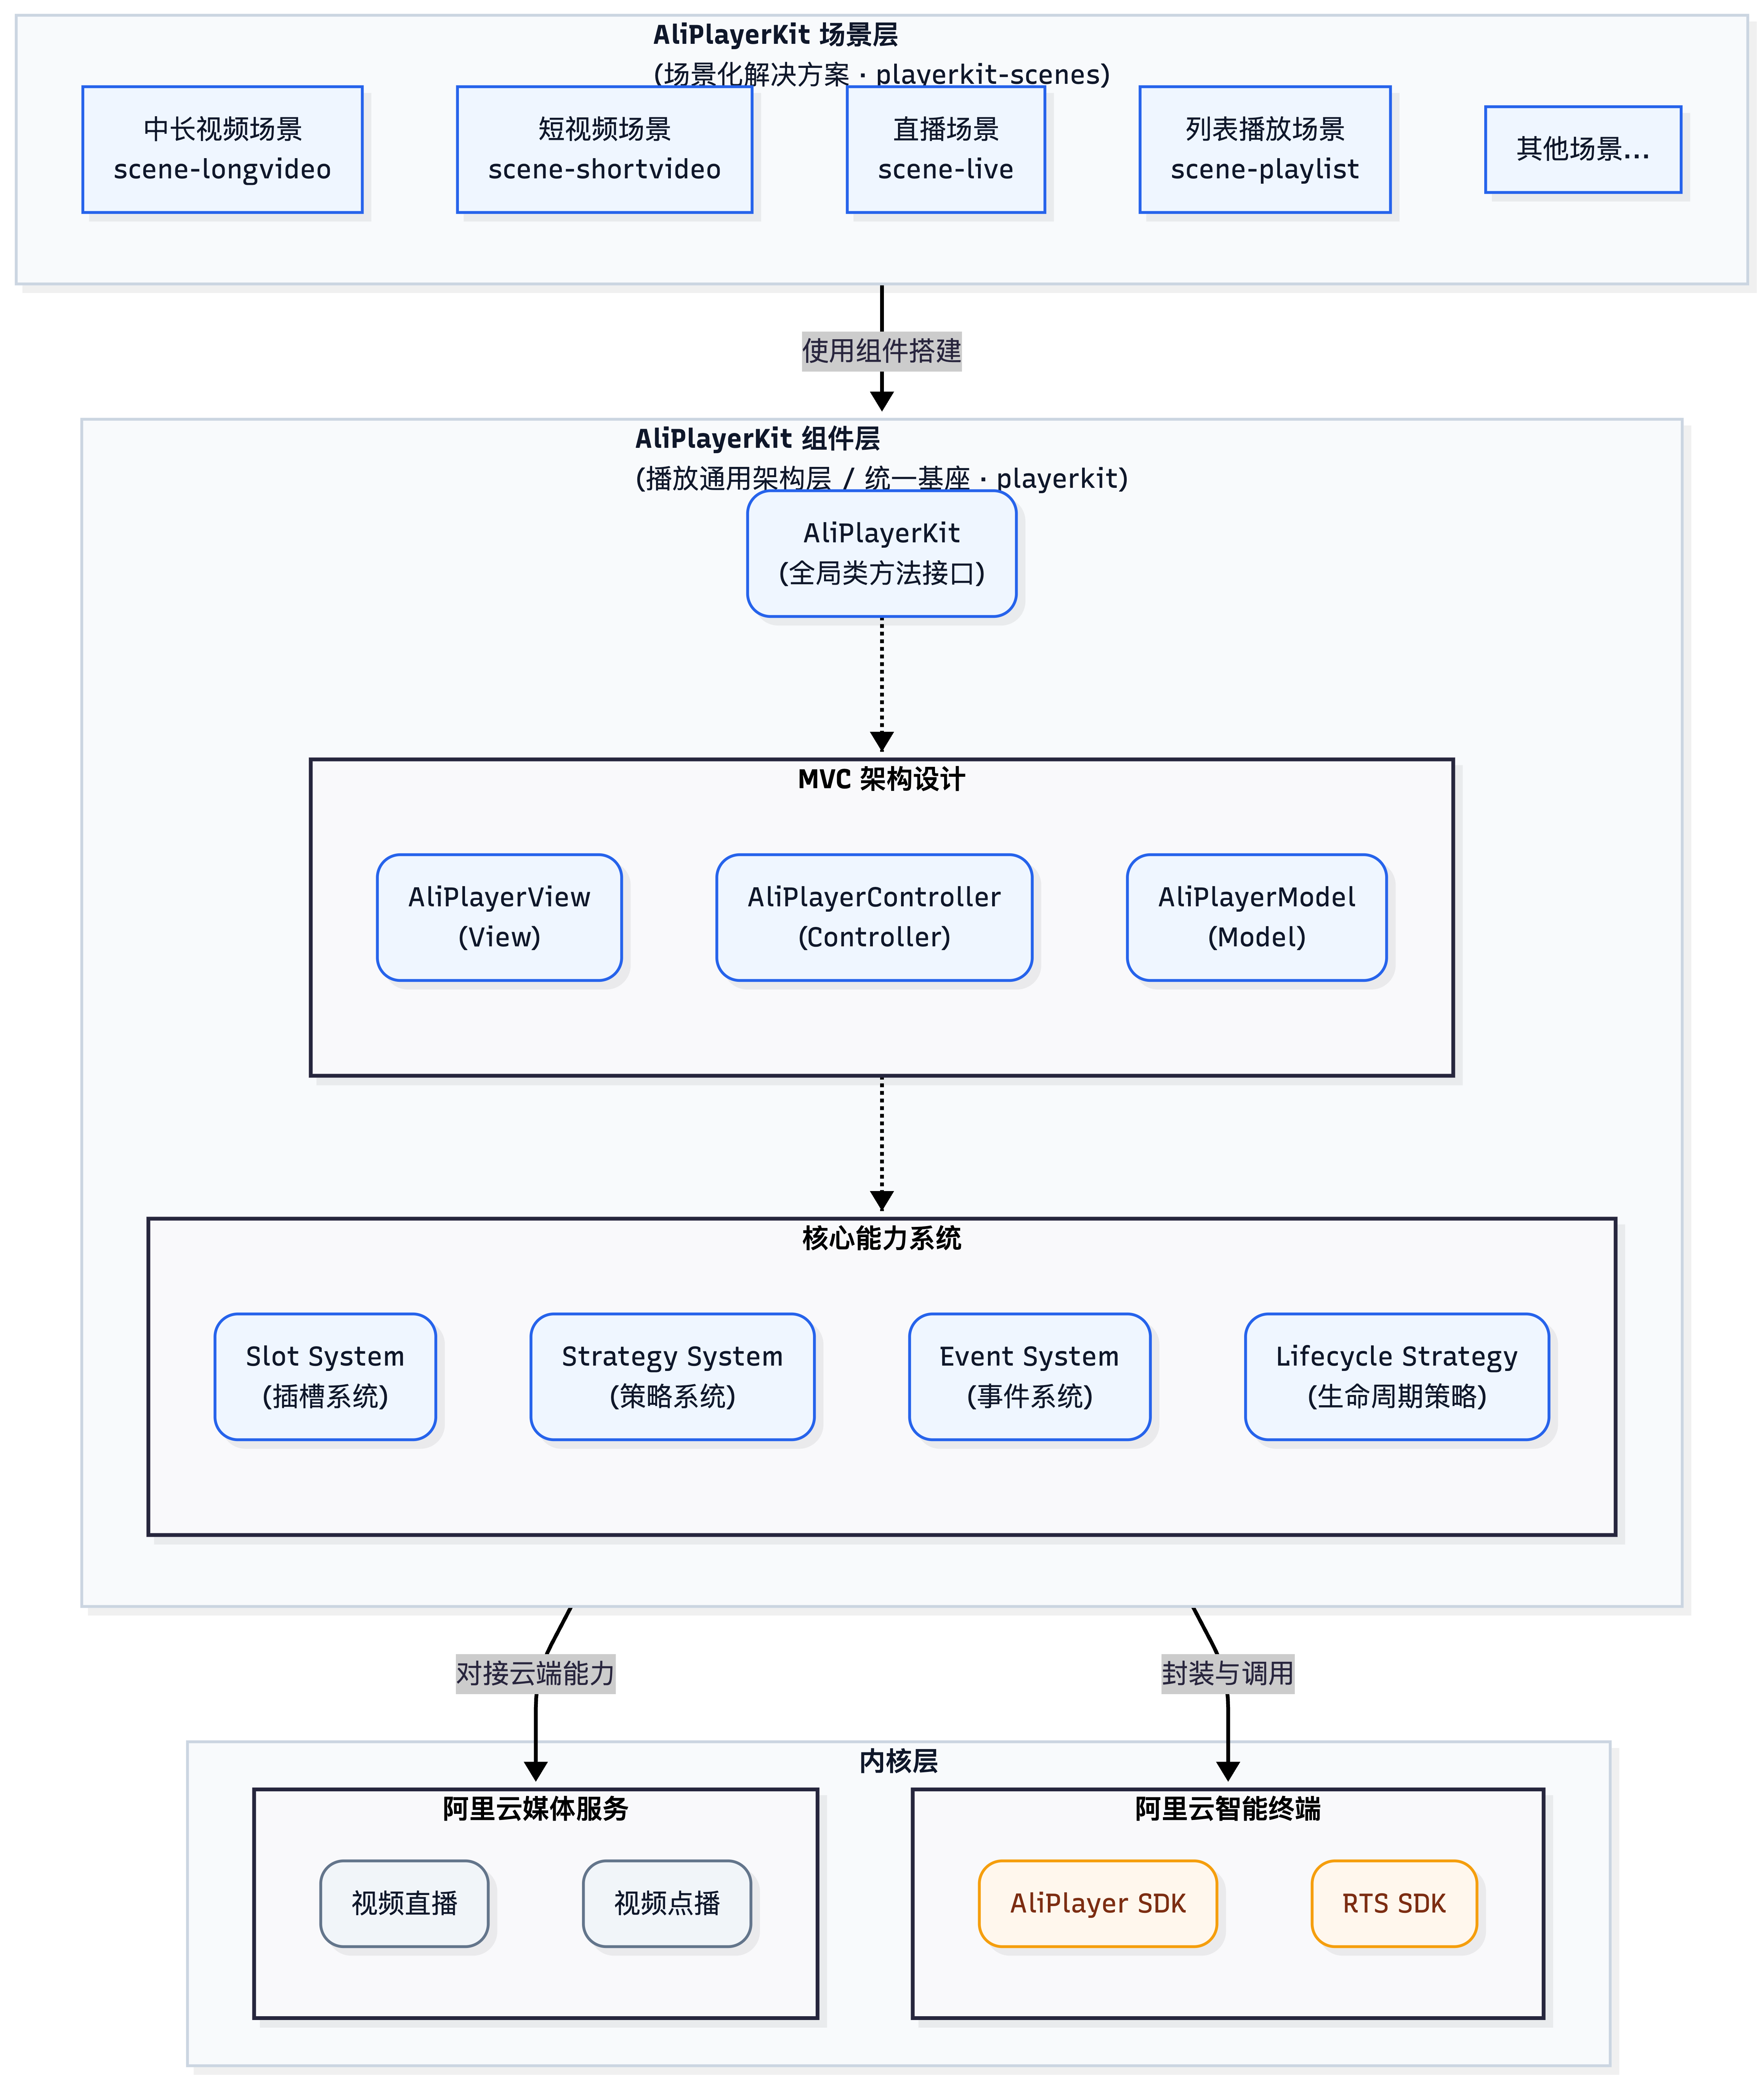 AliPlayerKit 场景层
(场景化解决方案 · playerkit-scenes)
中长视频场景
scene-longvideo
短视频场景
scene-shortvideo
直播场景
scene-live
列表播放场景
scene-playlist
其他场景...
使用组件搭建
AliPlayerKit 组件层
(播放通用架构层 / 统一基座 · playerkit)
AliPlayerKit
(全局类方法接口)
MVC 架构设计
AliPlayerView
(View)
AliPlayerController
(Controller)
AliPlayerModel
(Model)
核心能力系统
Slot System
(插槽系统)
Strategy System
(策略系统)
Event System
(事件系统)
Lifecycle Strategy
(生命周期策略)
对接云端能力
封装与调用
内核层
阿里云媒体服务
视频直播
视频点播
阿里云智能终端
AliPlayer SDK
RTS SDK